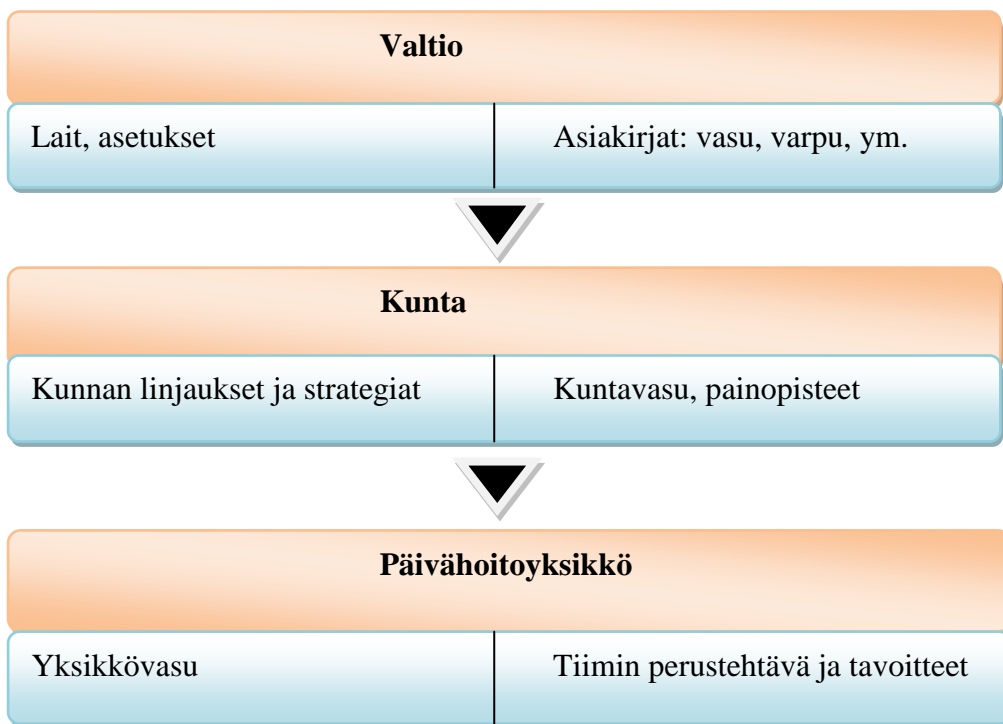 Valtio
Lait, asetukset
Asiakirjat: vasu, varpu, ym.
Kunta
Kunnan linjaukset ja strategiat
Kuntavasu, painopisteet
Päivähoitoyksikkö
Yksikkövasu
Tiimin perustehtävä ja tavoitteet